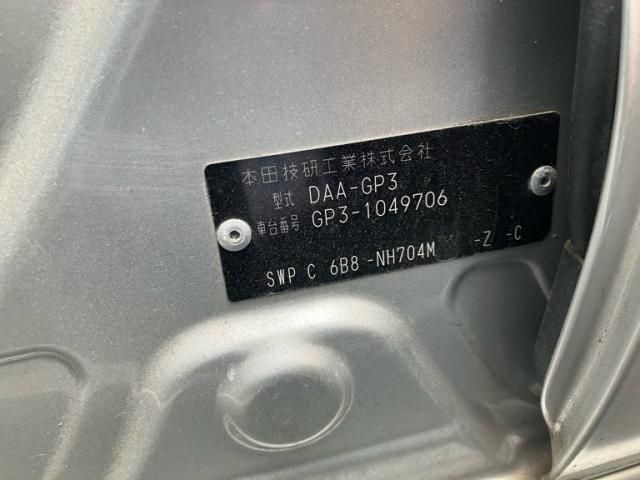 本田技研工業株式会社
型式 DAA-GP3
車台番号 GP3-1049706
SWP C 6B8 -NH704M -Z -C